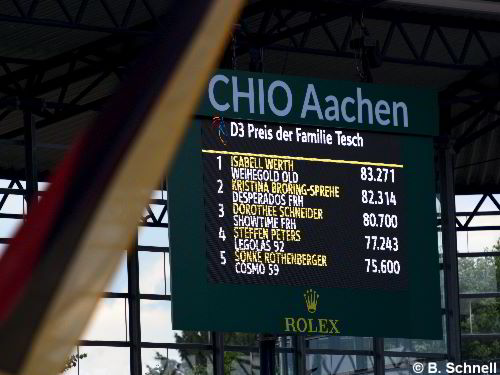 CHIO Aachen
D3 Preis der Familie Tesch
1 ISABELL WERTH
WEIHEGOLD OLD 83.271
2 KRISTINA BRÖRING-SPREHE
DESPERADOS FRH 82.314
3 DOROTHEE SCHNEIDER
SHOWTIME FRH 80.700
4 STEFFEN PETERS
LEGOLAS 92 77.243
5 SÖNKE ROTHENBERGER
COSMO 59 75.600
ROLEX
© B. Schnell